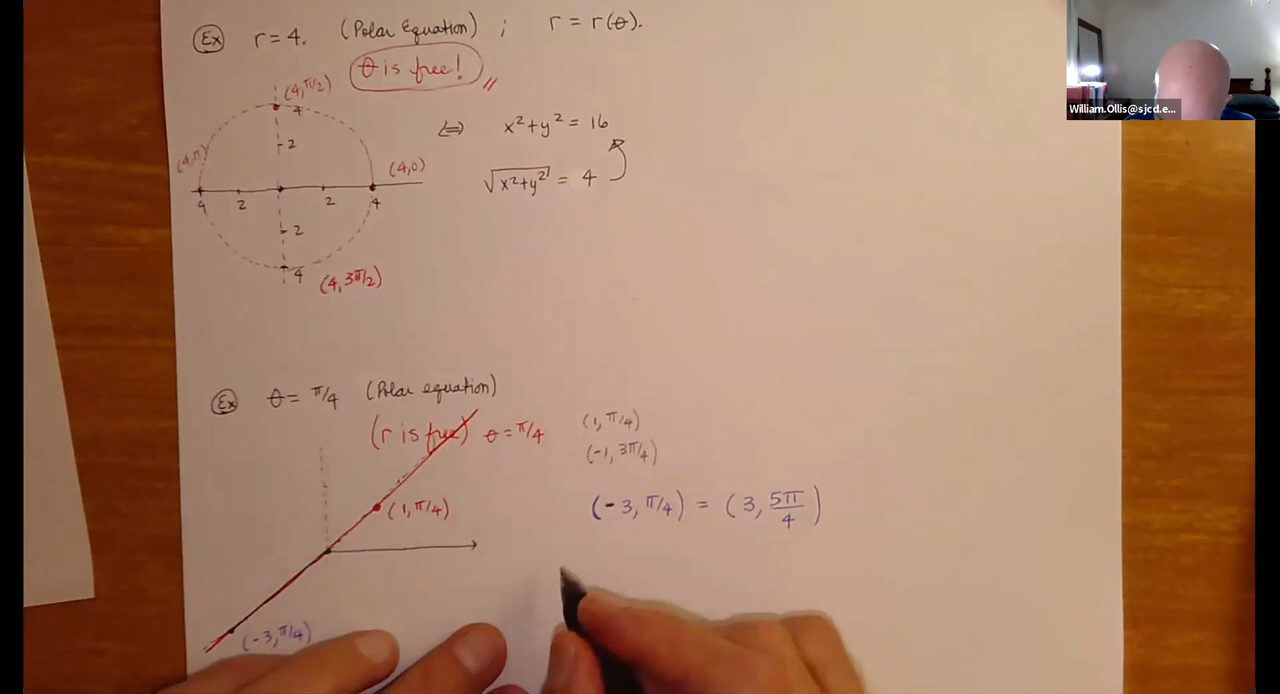 Ex r = 4. (Polar Equation) ; r = r(θ).
θ is free!
(4, π/2)
4
2
(4, π)
(4, 0)
4 2 2 4
2
4
(4, 3π/2)
⟺ x² + y² = 16
√x²+y² = 4
Ex θ = π/4 (Polar equation)
(r is free) θ = π/4
(1, π/4)
(-3, π/4)
(1, π/4)
(-1, 3π/4)
(-3, π/4) = (3, 5π/4)
William.Ollis@sjcd.e...